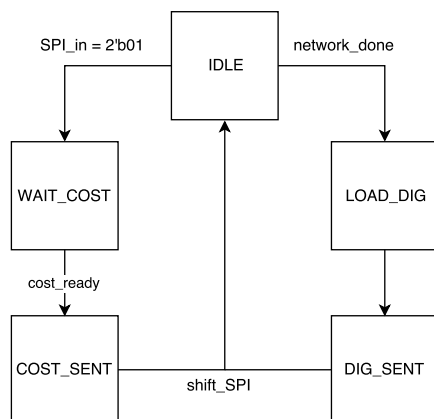 SPI_in = 2'b01
network_done
IDLE
WAIT_COST
LOAD_DIG
cost_ready
COST_SENT
DIG_SENT
shift_SPI